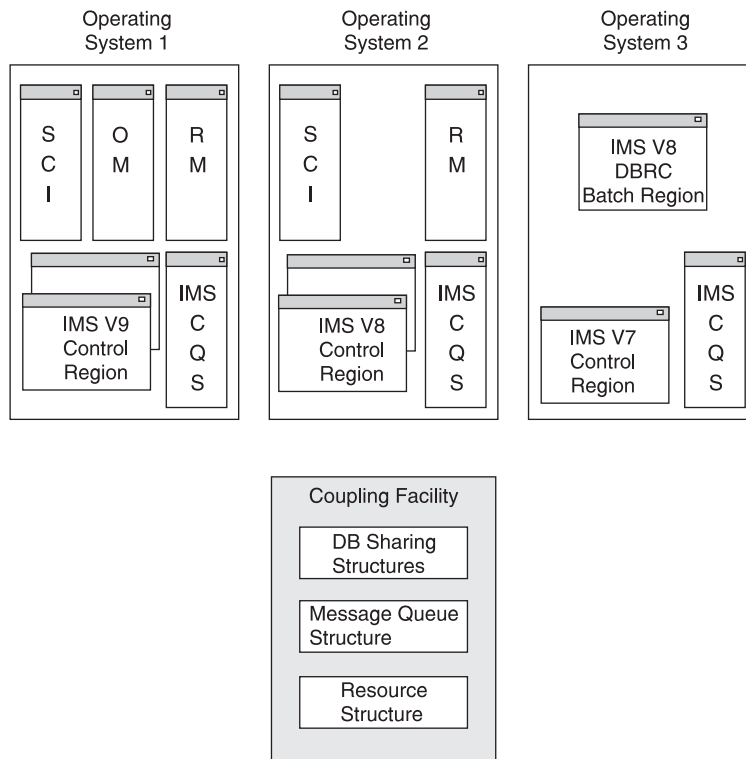 Operating
System 1
Operating
System 2
Operating
System 3
S
C
I
O
M
R
M
IMS V9
Control
Region
IMS
C
Q
S
S
C
I
R
M
IMS V8
Control
Region
IMS
C
Q
S
IMS V8
DBRC
Batch Region
IMS V7
Control
Region
IMS
C
Q
S
Coupling Facility
DB Sharing
Structures
Message Queue
Structure
Resource
Structure